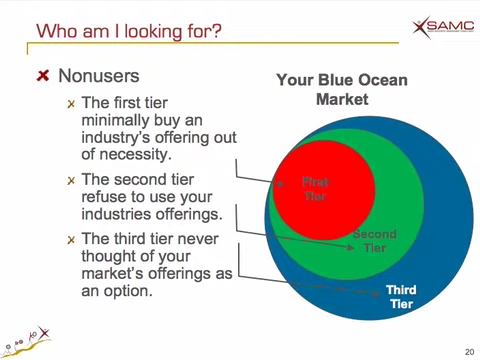 Who am I looking for?
SAMC
Nonusers
The first tier
minimally buy an
industry's offering out
of necessity.
The second tier
refuse to use your
industries offerings.
The third tier never
thought of your
market's offerings as
an option.
Your Blue Ocean
Market
First
Tier
Second
Tier
Third
Tier
20